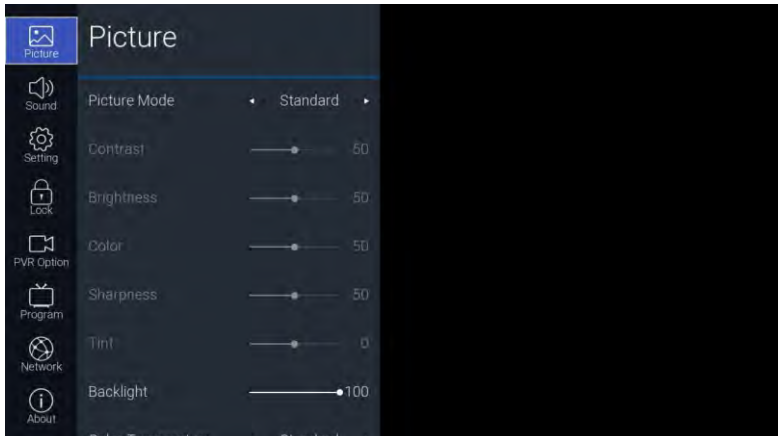 Picture
Sound
Setting
Lock
PVR Option
Program
Network
About
Picture
Picture Mode Standard
Contrast 50
Brightness 50
Color 50
Sharpness 50
Tint 0
Backlight 100